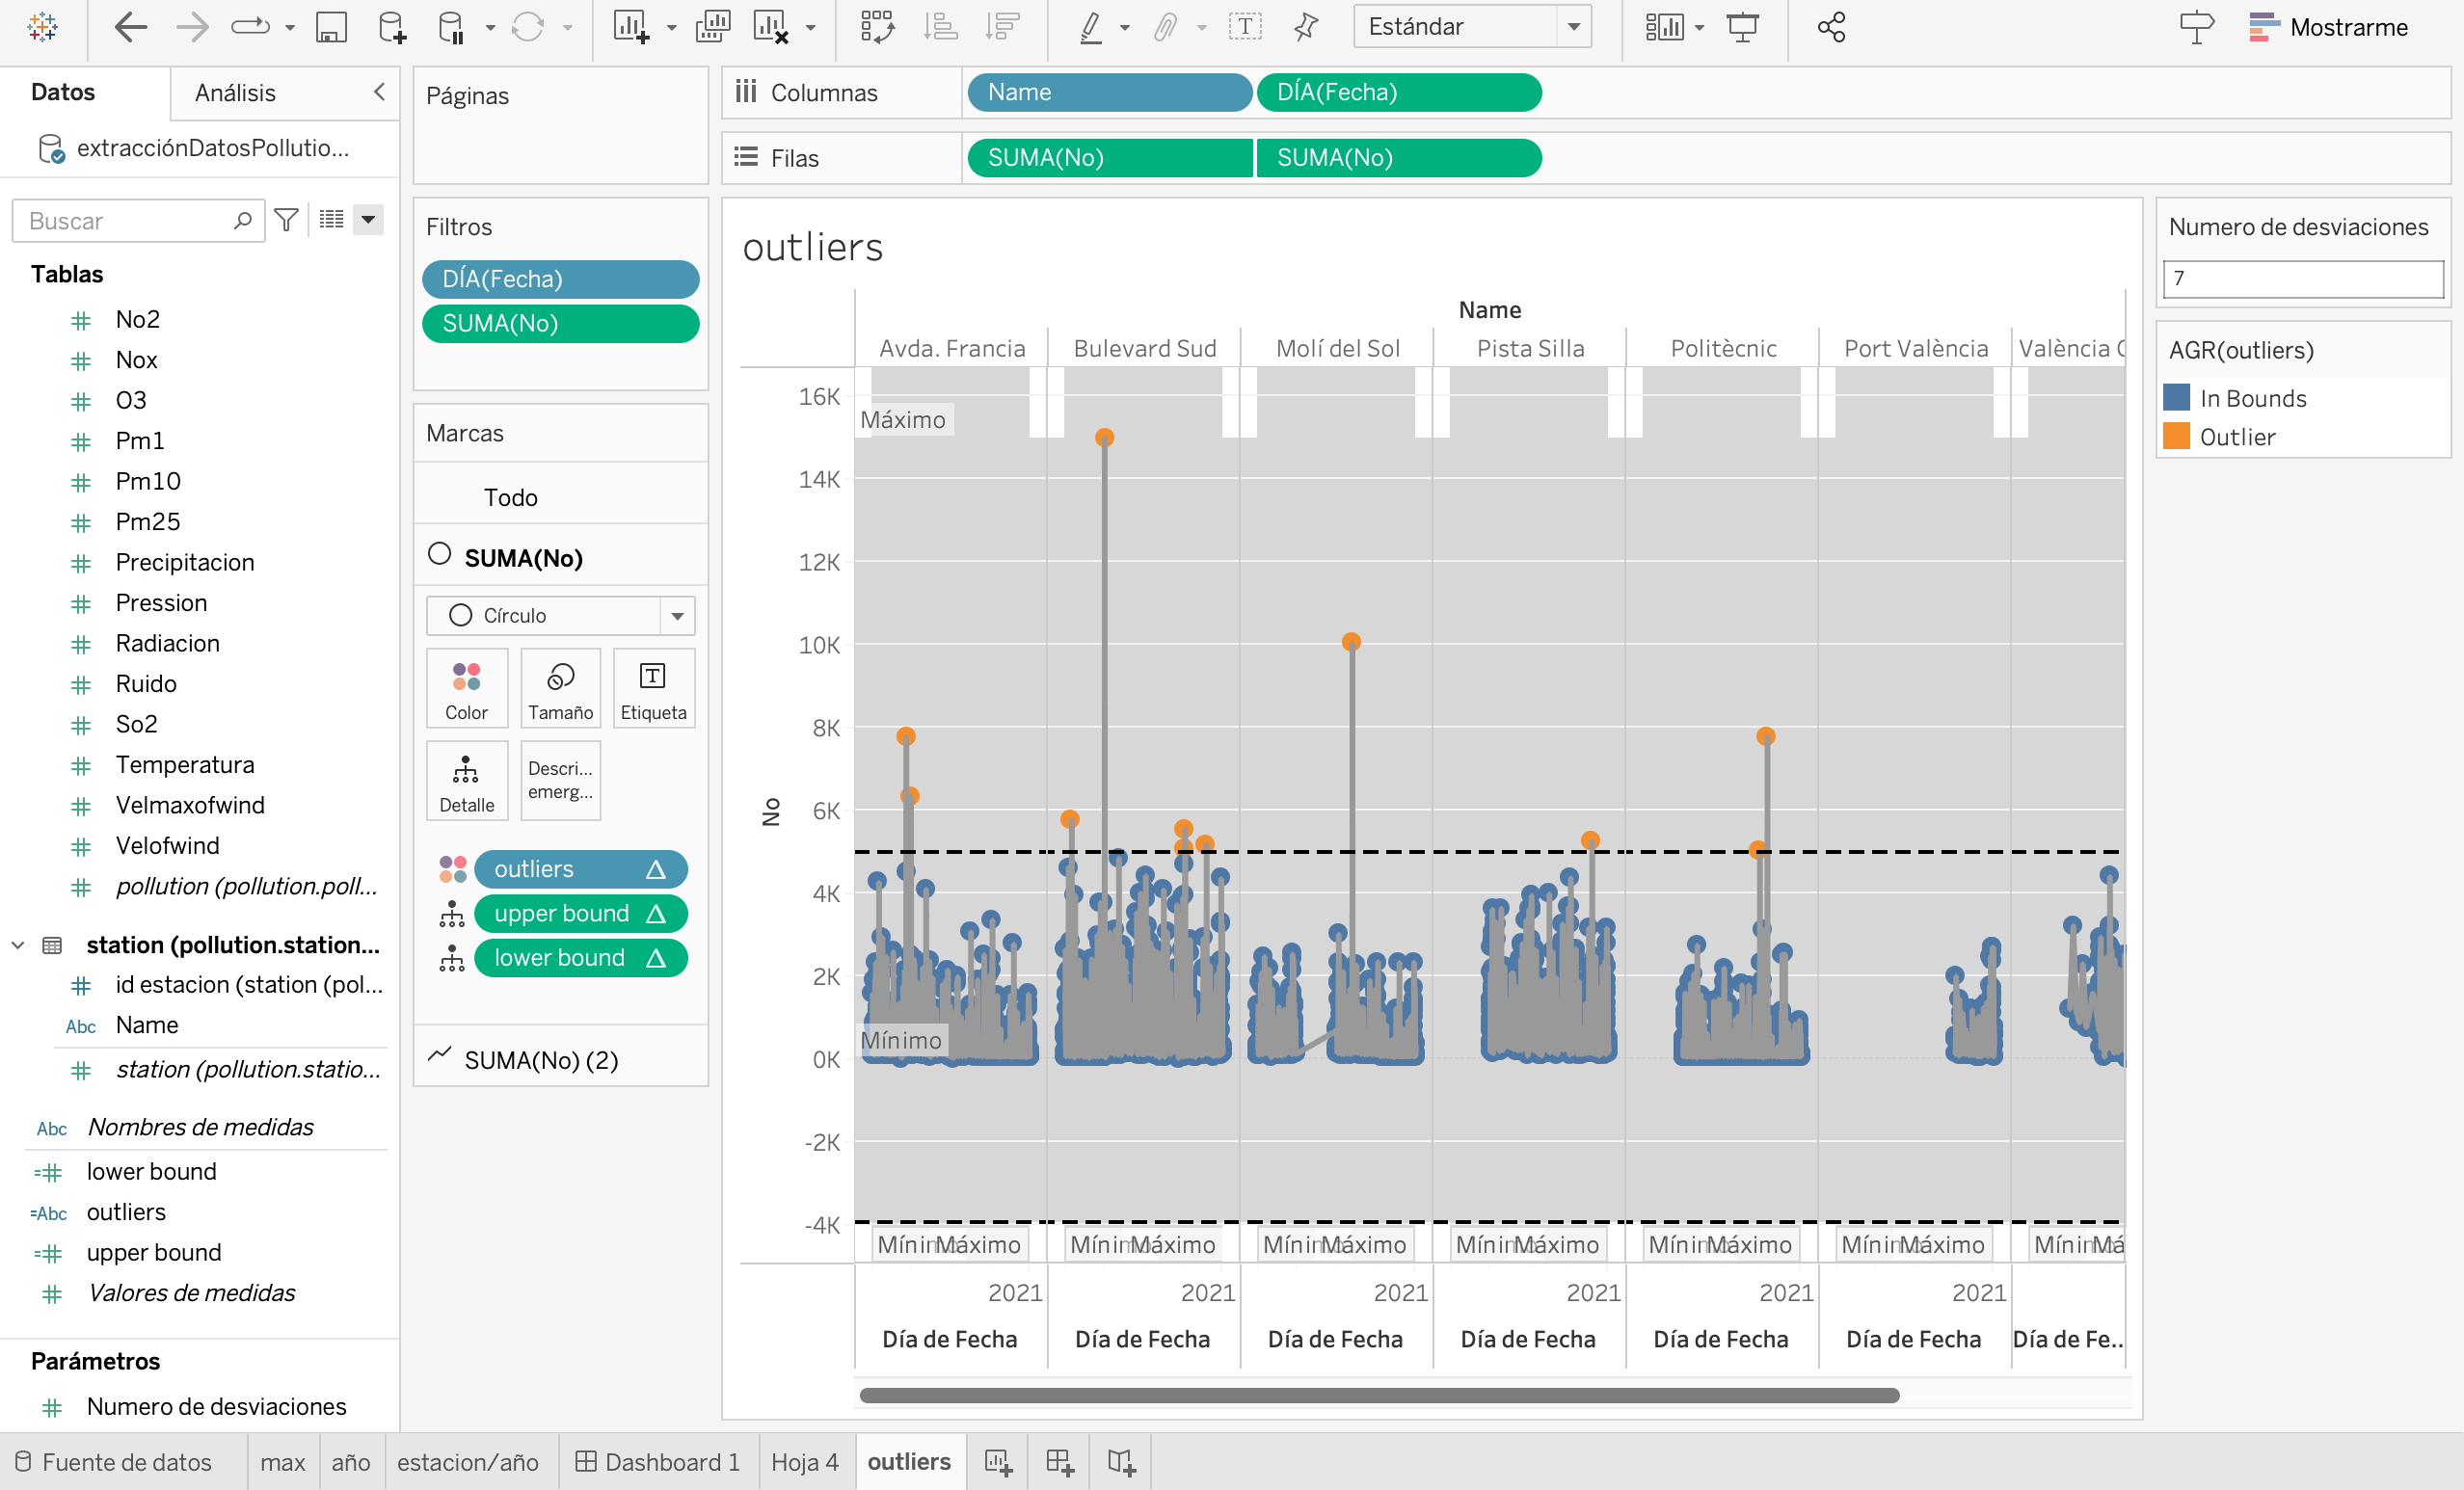 Estándar
Mostrarme
Datos
Análisis
extracciónDatosPollutio...
Buscar
Tablas
No2
Nox
O3
Pm1
Pm10
Pm25
Precipitacion
Pression
Radiacion
Ruido
So2
Temperatura
Velmaxofwind
Velofwind
pollution (pollution.poll...
station (pollution.station...
id estacion (station (pol...
Abc Name
station (pollution.statio...
Abc Nombres de medidas
lower bound
=Abc outliers
upper bound
Valores de medidas
Parámetros
Numero de desviaciones
Páginas
Filtros
DÍA(Fecha)
SUMA(No)
Marcas
Todo
SUMA(No)
Círculo
Color
Tamaño
Etiqueta
Detalle
Descri...
emerg...
outliers
upper bound
lower bound
SUMA(No) (2)
Columnas
Name
DÍA(Fecha)
Filas
SUMA(No)
SUMA(No)
outliers
Name
Avda. Francia
Bulevard Sud
Molí del Sol
Pista Silla
Politècnic
Port València
València
16K
14K
12K
10K
8K
6K
4K
2K
0K
-2K
-4K
No
Máximo
Mínimo
Máximo
Máximo
Máximo
Máximo
Máximo
Máximo
2021
2021
2021
2021
2021
2021
Día de Fecha
Día de Fecha
Día de Fecha
Día de Fecha
Día de Fecha
Día de Fecha
Día de Fe..
Numero de desviaciones
7
AGR(outliers)
In Bounds
Outlier
Fuente de datos
max
año
estacion/año
Dashboard 1
Hoja 4
outliers